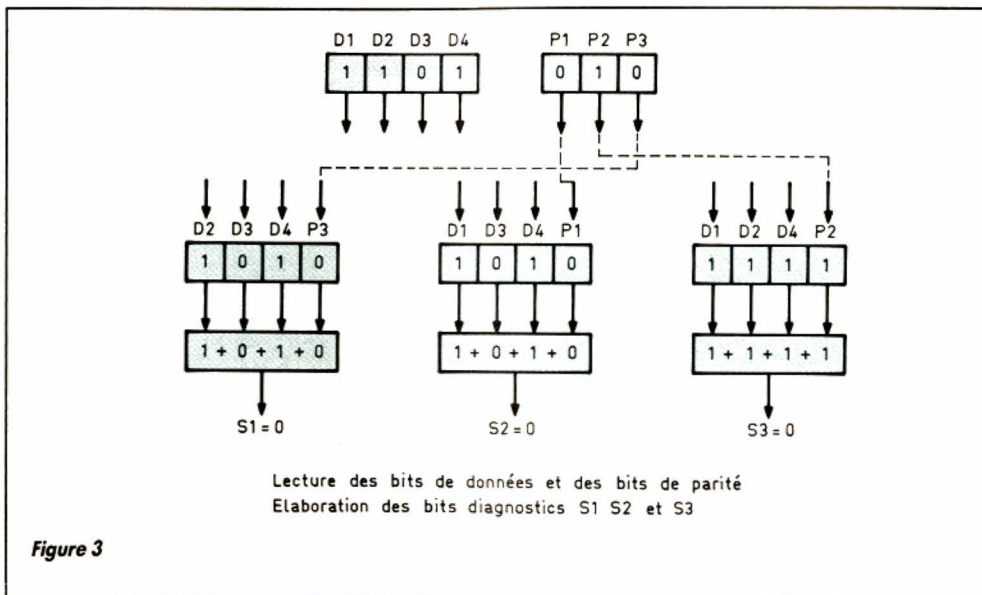 D1 D2 D3 D4 P1 P2 P3
1 1 0 1 0 1 0
D2 D3 D4 P3 D1 D3 D4 P1 D1 D2 D4 P2
1 0 1 0 1 0 1 0 1 1 1 1
1 + 0 + 1 + 0 1 + 0 + 1 + 0 1 + 1 + 1 + 1
S1 = 0 S2 = 0 S3 = 0
Lecture des bits de données et des bits de parité
Elaboration des bits diagnostics S1 S2 et S3
Figure 3